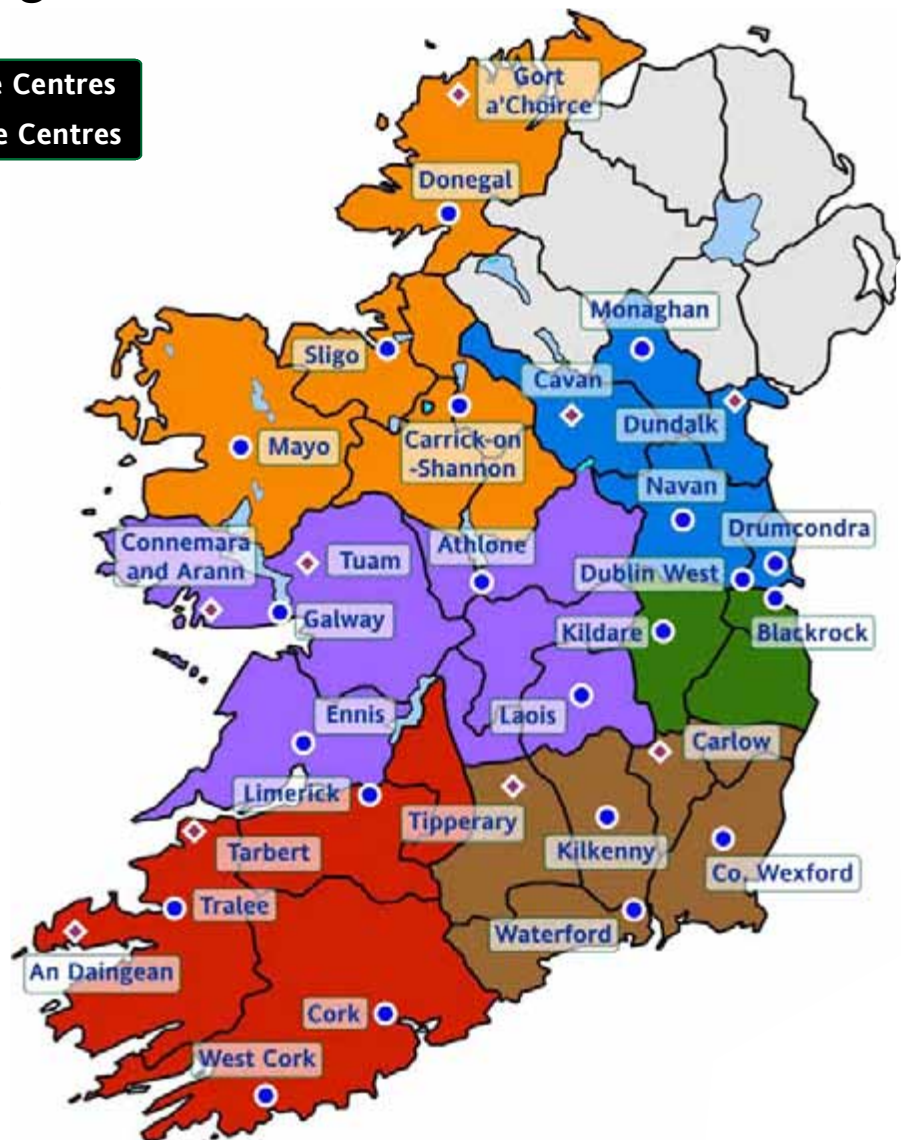 e Centres
e Centres
Gort
a'Choirce
Donegal
Monaghan
Sligo
Cavan
Dundalk
Mayo
Carrick-on
-Shannon
Navan
Drumcondra
Connemara
and Arann
Tuam
Athlone
Dublin West
Galway
Kildare
Blackrock
Ennis
Laois
Carlow
Limerick
Tipperary
Tarbert
Kilkenny
Co. Wexford
Tralee
Waterford
An Daingean
Cork
West Cork